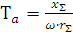 Tₐ = x_Σ / (ω·r_Σ)